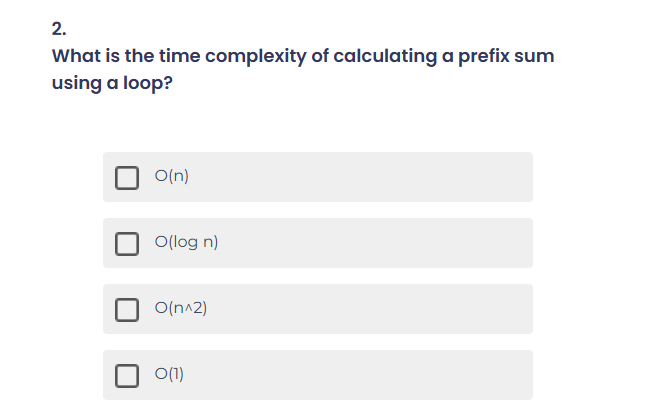 2.
What is the time complexity of calculating a prefix sum
using a loop?
O(n)
O(log n)
O(n^2)
O(1)